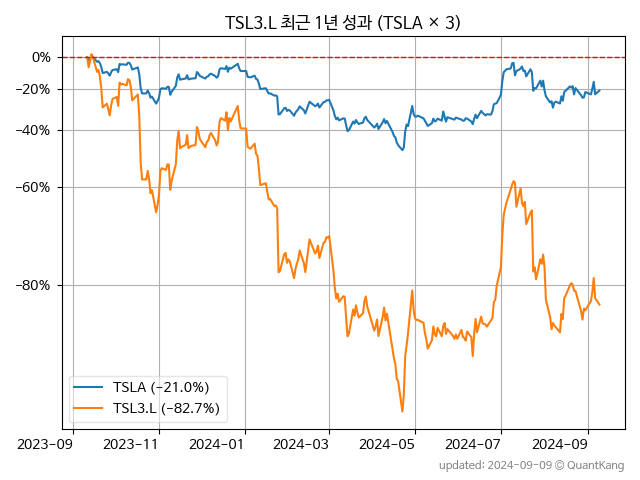 TSL3.L 최근 1년 성과 (TSLA × 3)
0%
−20%
−40%
−60%
−80%
TSLA (−21.0%)
TSL3.L (−82.7%)
2023−09 2023−11 2024−01 2024−03 2024−05 2024−07 2024−09
updated: 2024−09−09 © QuantKang